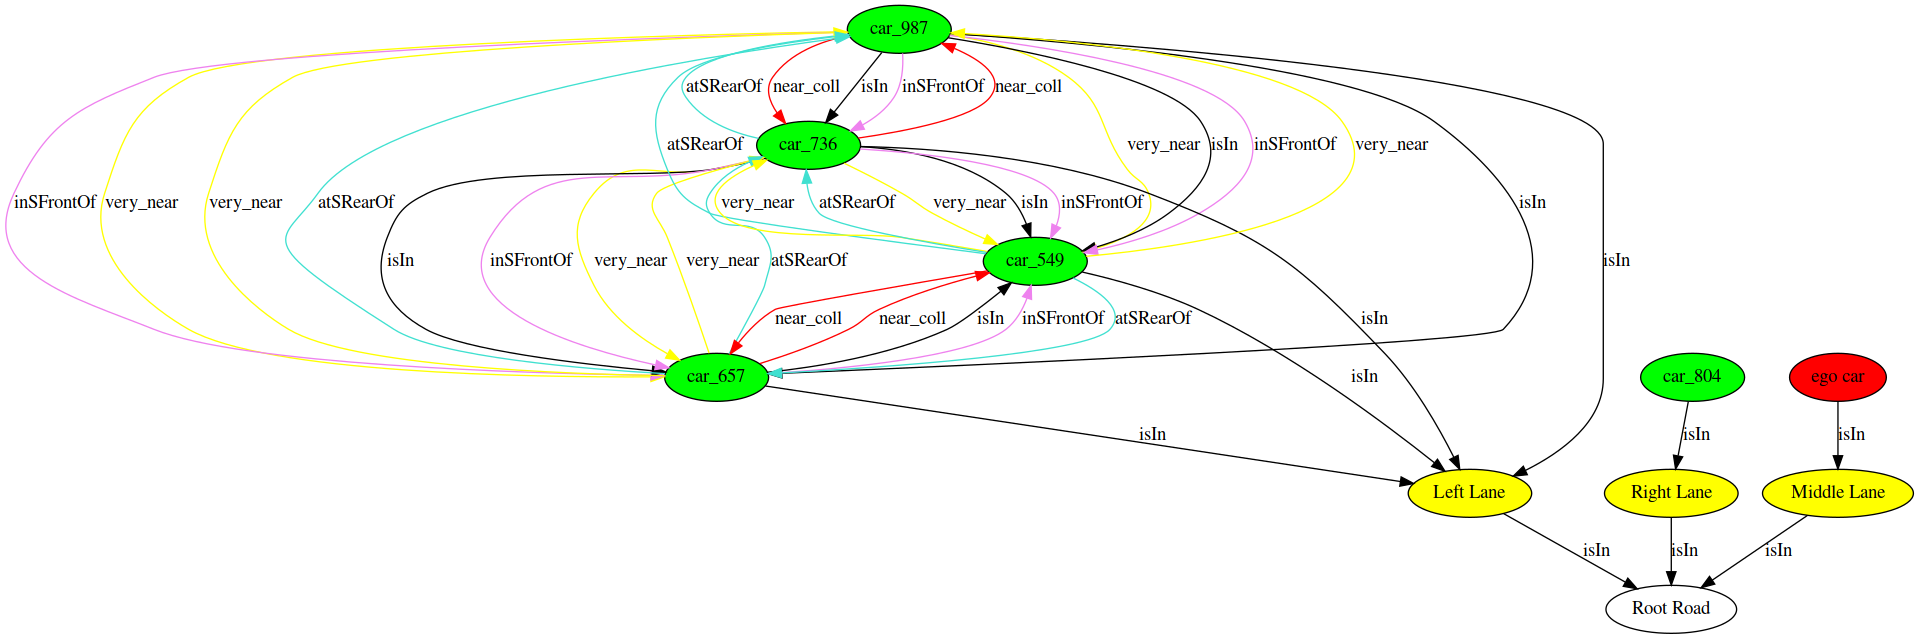 car_987
atSRearOf near_coll isIn inSFrontOf near_coll
car_736
atSRearOf very_near isIn inSFrontOf very_near
inSFrontOf very_near very_near atSRearOf very_near atSRearOf very_near isIn inSFrontOf isIn
isIn inSFrontOf very_near very_near atSRearOf car_549 isIn
near_coll near_coll isIn inSFrontOf atSRearOf isIn
car_657 isIn car_804 ego car
isIn isIn isIn
Left Lane Right Lane Middle Lane
isIn isIn isIn
Root Road